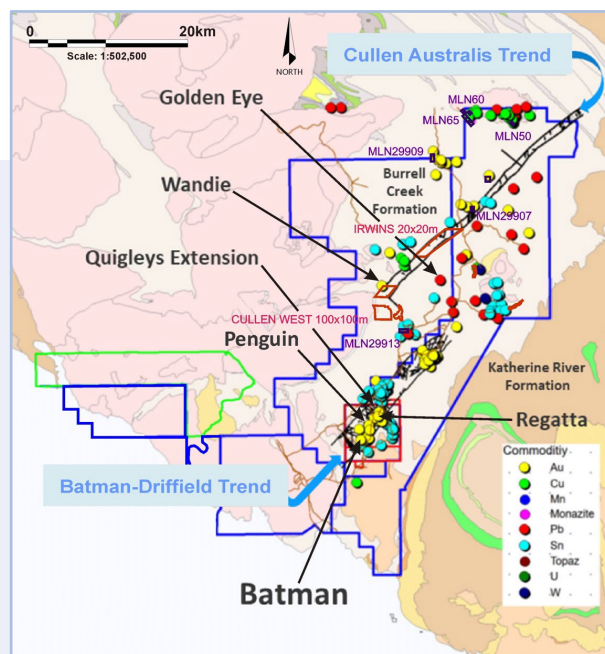 0
20km
Scale: 1:502,500
NORTH
Cullen Australis Trend
Golden Eye
MLN60
MLN65
MLN50
MLN29909
Wandie
Burrell
Creek
Formation
MLN29907
IRWINS 20x20m
Quigleys Extension
CULLEN WEST 100x100m
Penguin
MLN29913
Katherine River
Formation
Regatta
Batman-Driffield Trend
Batman
Commoditiy
Au
Cu
Mn
Monazite
Pb
Sn
Topaz
U
W